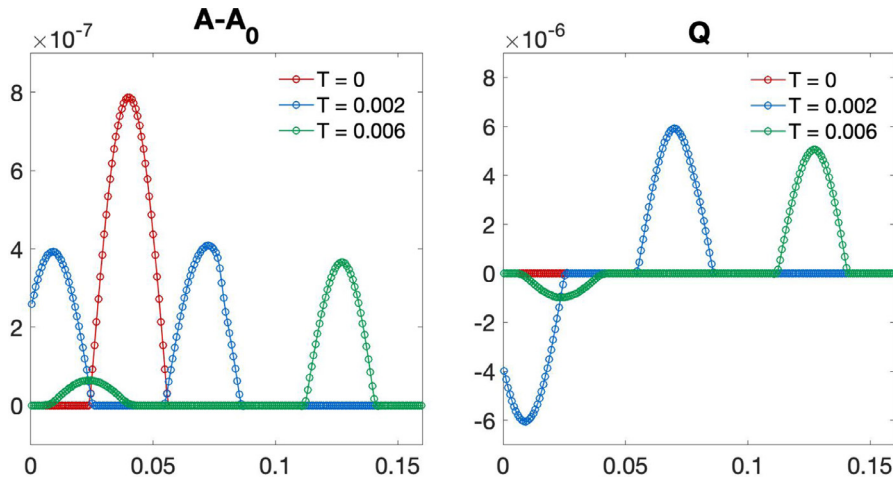 A-A0
×10-7
T = 0
T = 0.002
T = 0.006
8
6
4
2
0
0 0.05 0.1 0.15
Q
×10-6
T = 0
T = 0.002
T = 0.006
8
6
4
2
0
-2
-4
-6
0 0.05 0.1 0.15